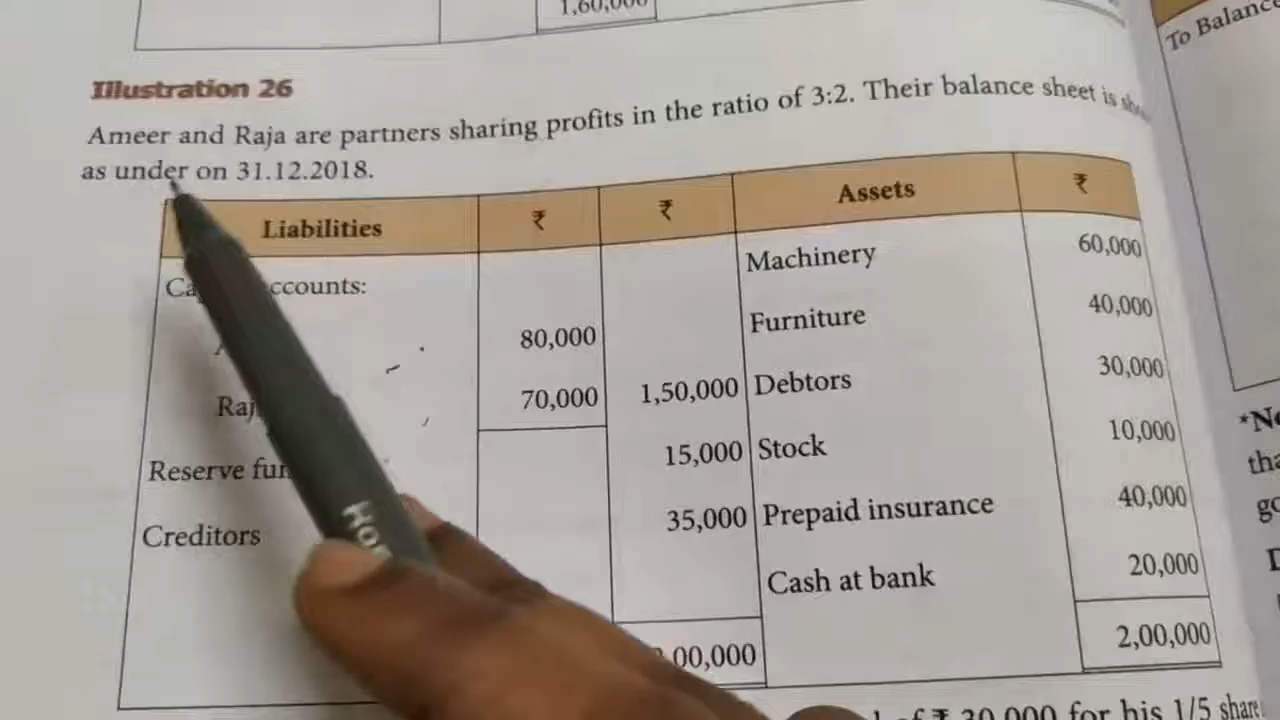 1,60,000
To Balance
Illustration 26
Ameer and Raja are partners sharing profits in the ratio of 3:2. Their balance sheet is
as under on 31.12.2018.
Liabilities ₹ ₹ Assets ₹
accounts: Machinery 60,000
80,000 Furniture 40,000
70,000 1,50,000 Debtors 30,000
Reserve 15,000 Stock 10,000
Creditors 35,000 Prepaid insurance 40,000
Cash at bank 20,000
00,000 2,00,000
of ₹ 30,000 for his 1/5 share